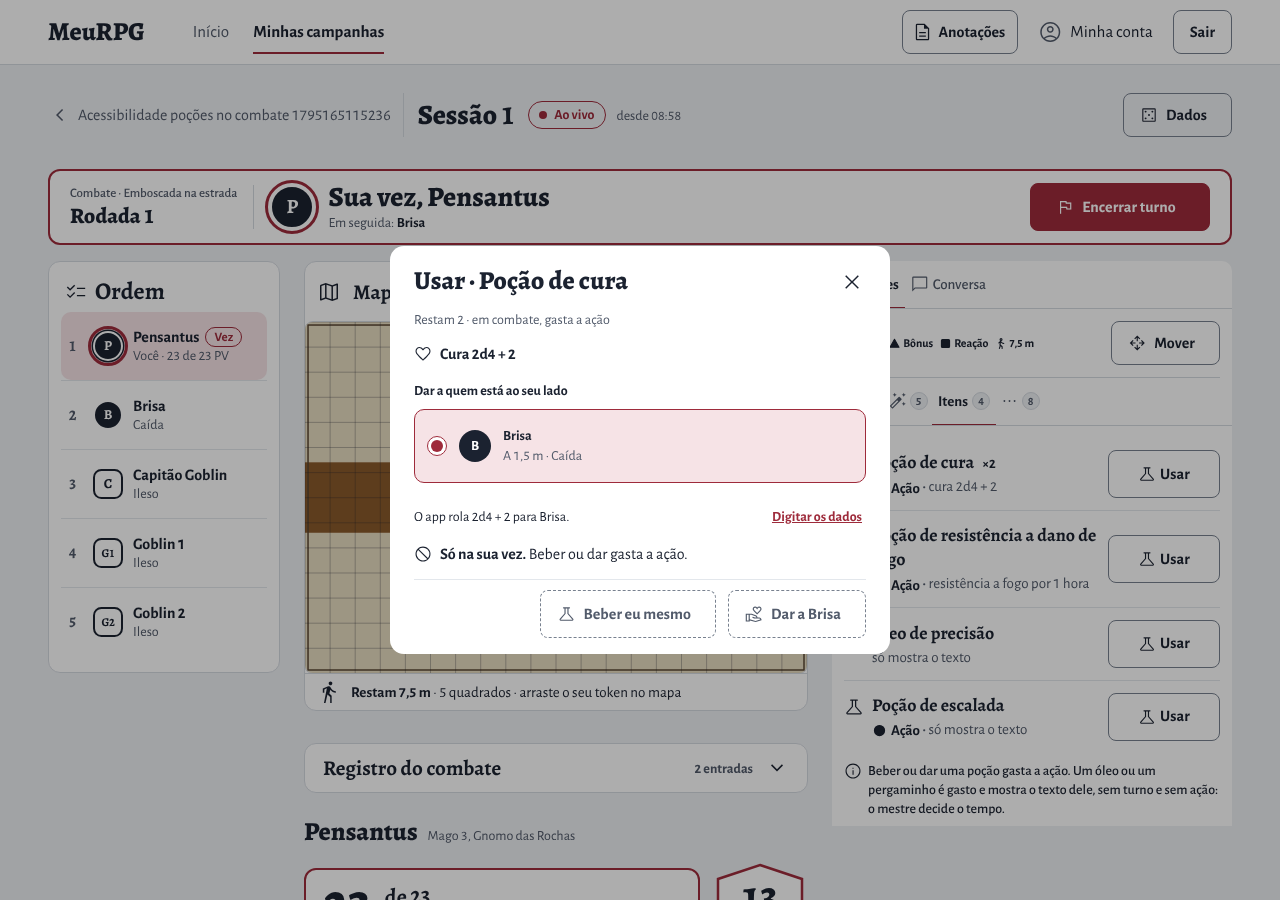 MeuRPG
Início
Minhas campanhas
Anotações
Minha conta
Sair
Acessibilidade poções no combate 1795165115236
Sessão 1
Ao vivo
desde 08:58
Dados
Combate · Emboscada na estrada
Rodada 1
P
Sua vez, Pensantus
Em seguida: Brisa
Encerrar turno
Ordem
1
P
Pensantus
Vez
Você · 23 de 23 PV
2
B
Brisa
Caída
3
C
Capitão Goblin
Ileso
4
G1
Goblin 1
Ileso
5
G2
Goblin 2
Ileso
Map
Usar · Poção de cura
Restam 2 · em combate, gasta a ação
Cura 2d4 + 2
Dar a quem está ao seu lado
B
Brisa
A 1,5 m · Caída
O app rola 2d4 + 2 para Brisa.
Digitar os dados
Só na sua vez. Beber ou dar gasta a ação.
Beber eu mesmo
Dar a Brisa
Restam 7,5 m · 5 quadrados · arraste o seu token no mapa
Registro do combate
2 entradas
Pensantus
Mago 3, Gnomo das Rochas
23
de 23
13
es
Conversa
Bônus
Reação
7,5 m
Mover
5
Itens
4
···
8
ção de cura ×2
Ação · cura 2d4 + 2
Usar
ção de resistência a dano de
go
Ação · resistência a fogo por 1 hora
Usar
eo de precisão
só mostra o texto
Usar
Poção de escalada
Ação · só mostra o texto
Usar
Beber ou dar uma poção gasta a ação. Um óleo ou um
pergaminho é gasto e mostra o texto dele, sem turno e sem ação:
o mestre decide o tempo.